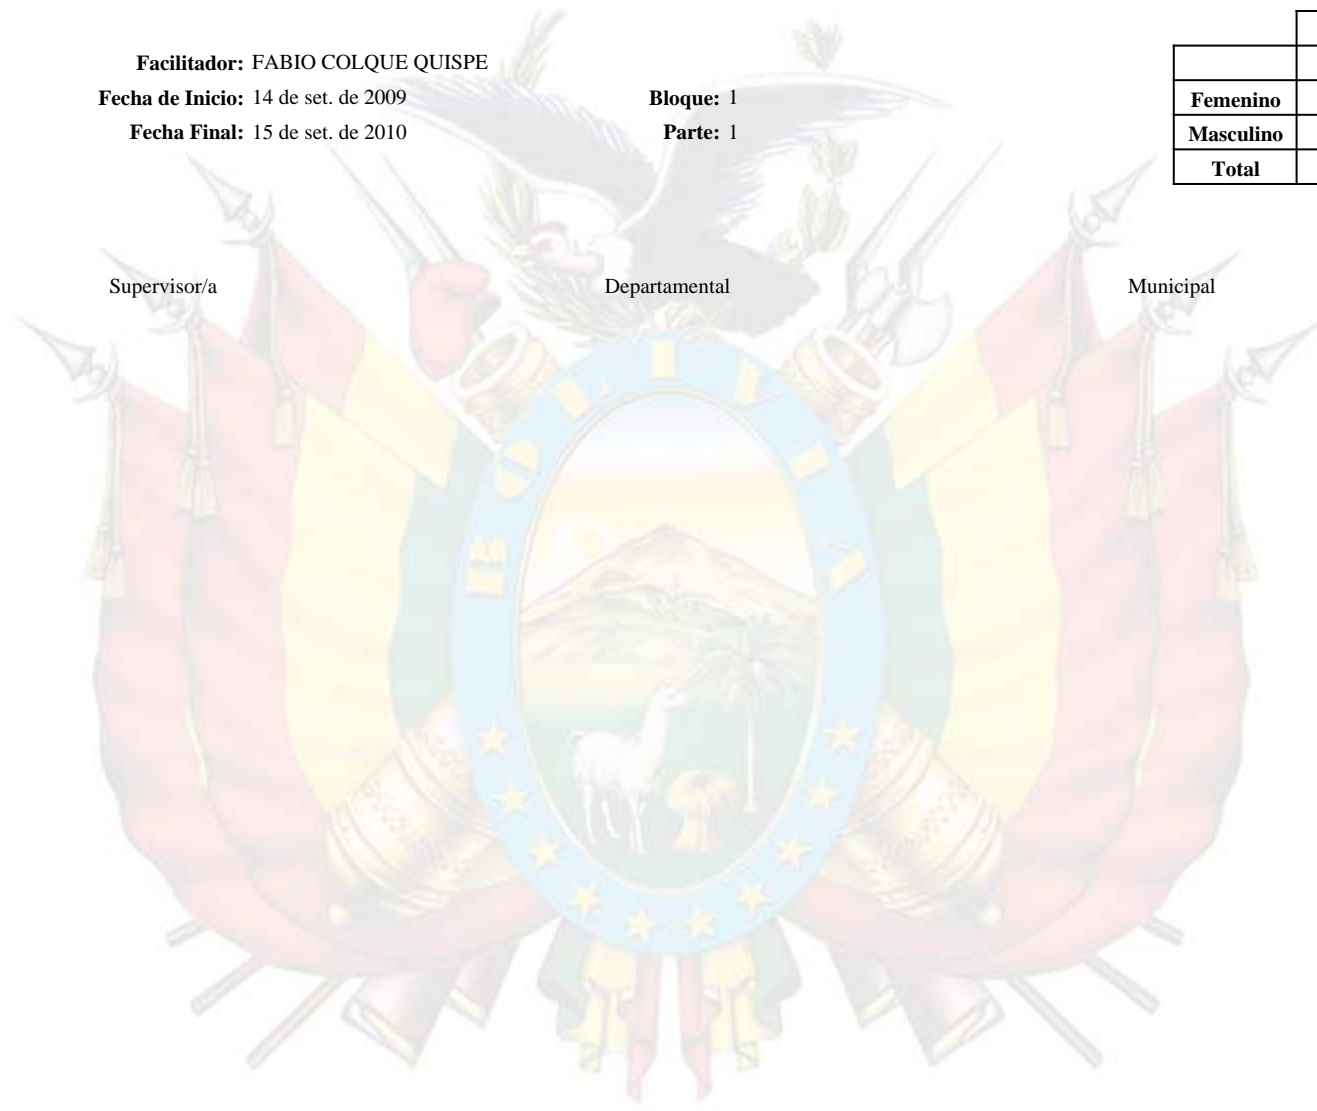 Facilitador: FABIO COLQUE QUISPE
Fecha de Inicio: 14 de set. de 2009 Bloque: 1
Fecha Final: 15 de set. de 2010 Parte: 1
Femenino
Masculino
Total
Supervisor/a Departamental Municipal
BOLIVIA